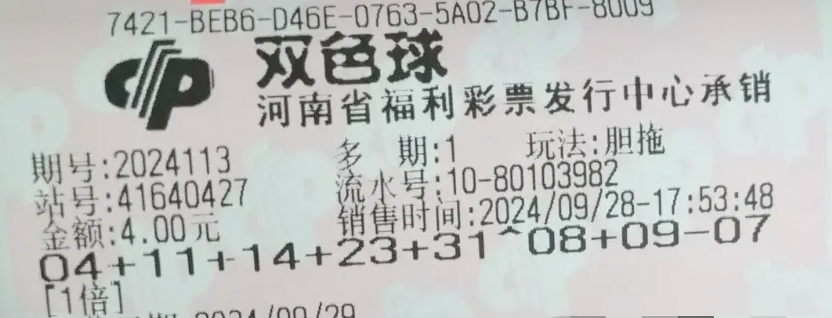 7421-BEB6-D46E-0763-5A02-B7BF-8009
双色球
河南省福利彩票发行中心承销
期号:2024113 多 期:1 玩法:胆拖
站号:41640427 流水号:10-80103982
金额:4.00元 销售时间:2024/09/28-17:53:48
04+11+14+23+31^08+09-07
[1倍]
2024/09/29